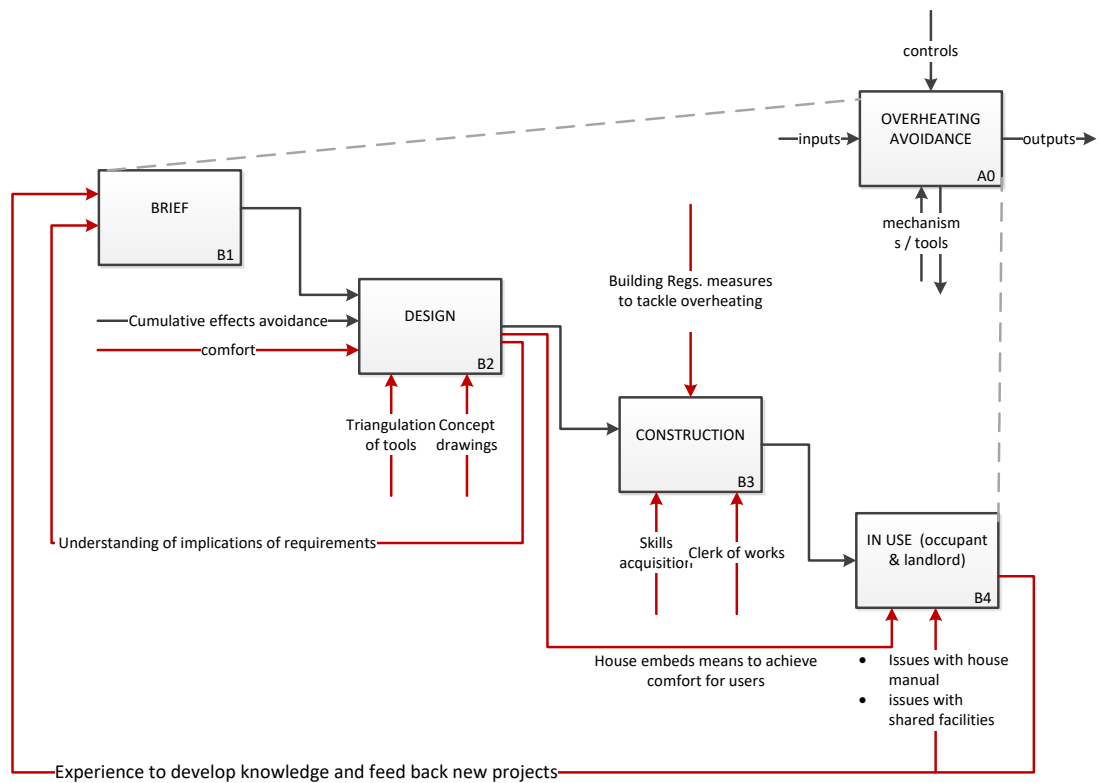 controls
OVERHEATING
AVOIDANCE
inputs
outputs
A0
mechanism
s / tools
BRIEF
B1
Building Regs. measures
to tackle overheating
Cumulative effects avoidance
DESIGN
comfort
B2
Triangulation
of tools
Concept
drawings
CONSTRUCTION
B3
Understanding of implications of requirements
Skills
acquisition
Clerk of works
IN USE (occupant
& landlord)
B4
House embeds means to achieve
comfort for users
• Issues with house
manual
• issues with
shared facilities
Experience to develop knowledge and feed back new projects